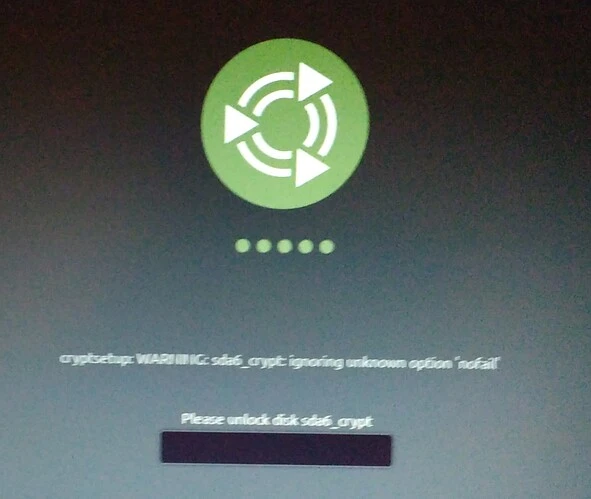 cryptsetup: WARNING: sda6_crypt: ignoring unknown option 'nofail'
Please unlock disk sda6_crypt